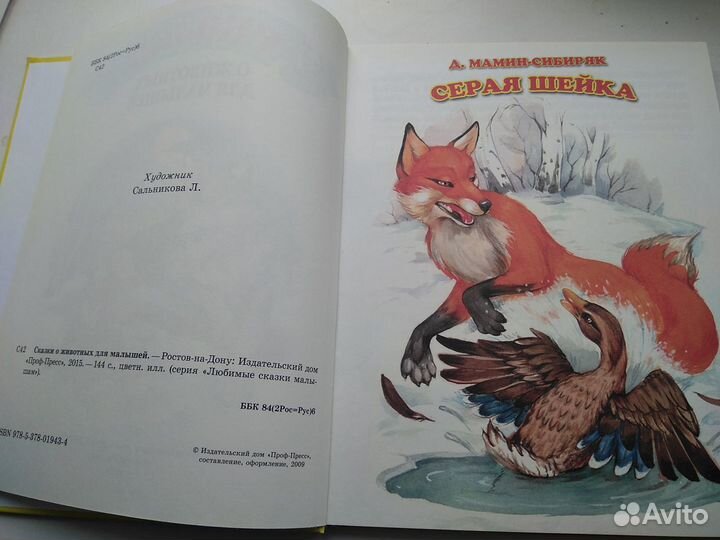 ББК 84(2Рос=Рус)6
С42
Художник
Сальникова Л.
С42 Сказки о животных для малышей. — Ростов-на-Дону: Издательский дом
«Проф-Пресс», 2015. — 144 с., цветн. илл. (серия «Любимые сказки малы-
шам»).
ББК 84(2Рос=Рус)6
ISBN 978-5-378-01943-4
© Издательский дом «Проф-Пресс»,
составление, оформление, 2009
Д. МАМИН-СИБИРЯК
СЕРАЯ ШЕЙКА
Avito